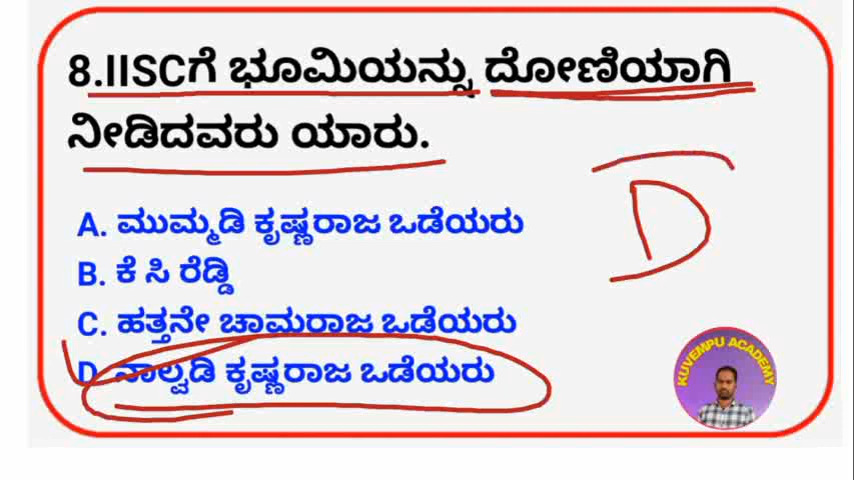 8.IISCಗೆ ಭೂಮಿಯನ್ನು ದೋಣಿಯಾಗಿ
ನೀಡಿದವರು ಯಾರು.
D
A. ಮುಮ್ಮಡಿ ಕೃಷ್ಣರಾಜ ಒಡೆಯರು
B. ಕೆ ಸಿ ರೆಡ್ಡಿ
C. ಹತ್ತನೇ ಚಾಮರಾಜ ಒಡೆಯರು
D. ನಾಲ್ವಡಿ ಕೃಷ್ಣರಾಜ ಒಡೆಯರು
KUVEMPU ACADEMY